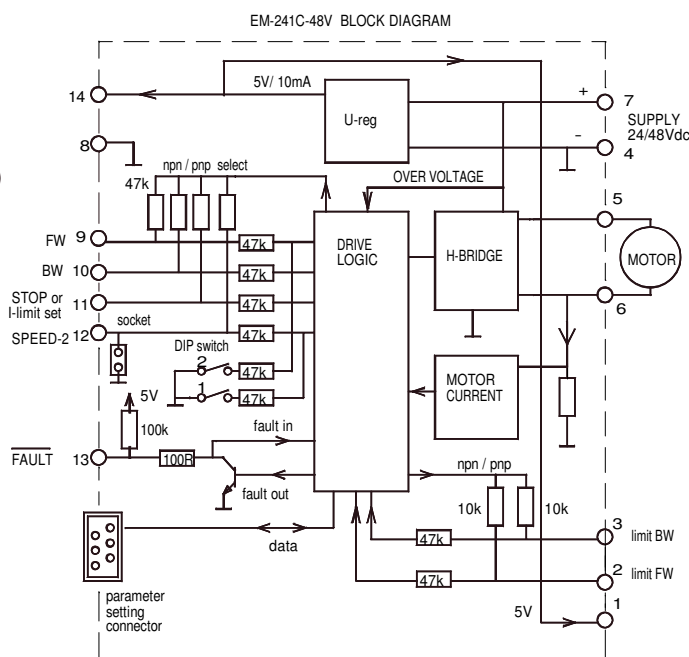 EM-241C-48V BLOCK DIAGRAM
14
5V/ 10mA
U-reg
+
7
SUPPLY
24/48Vdc
-
4
8
)
npn / pnp select
47k
OVER VOLTAGE
5
FW 9
47k
DRIVE
LOGIC
H-BRIDGE
MOTOR
BW 10
47k
STOP or
I-limit set
11
47k
6
SPEED-2 12
47k
socket
DIP switch
2
47k
1
47k
MOTOR
CURRENT
5V
100k
fault in
FAULT 13
100R
fault out
npn / pnp
10k
10k
data
47k
3
limit BW
47k
2
limit FW
parameter
setting
connector
5V
1